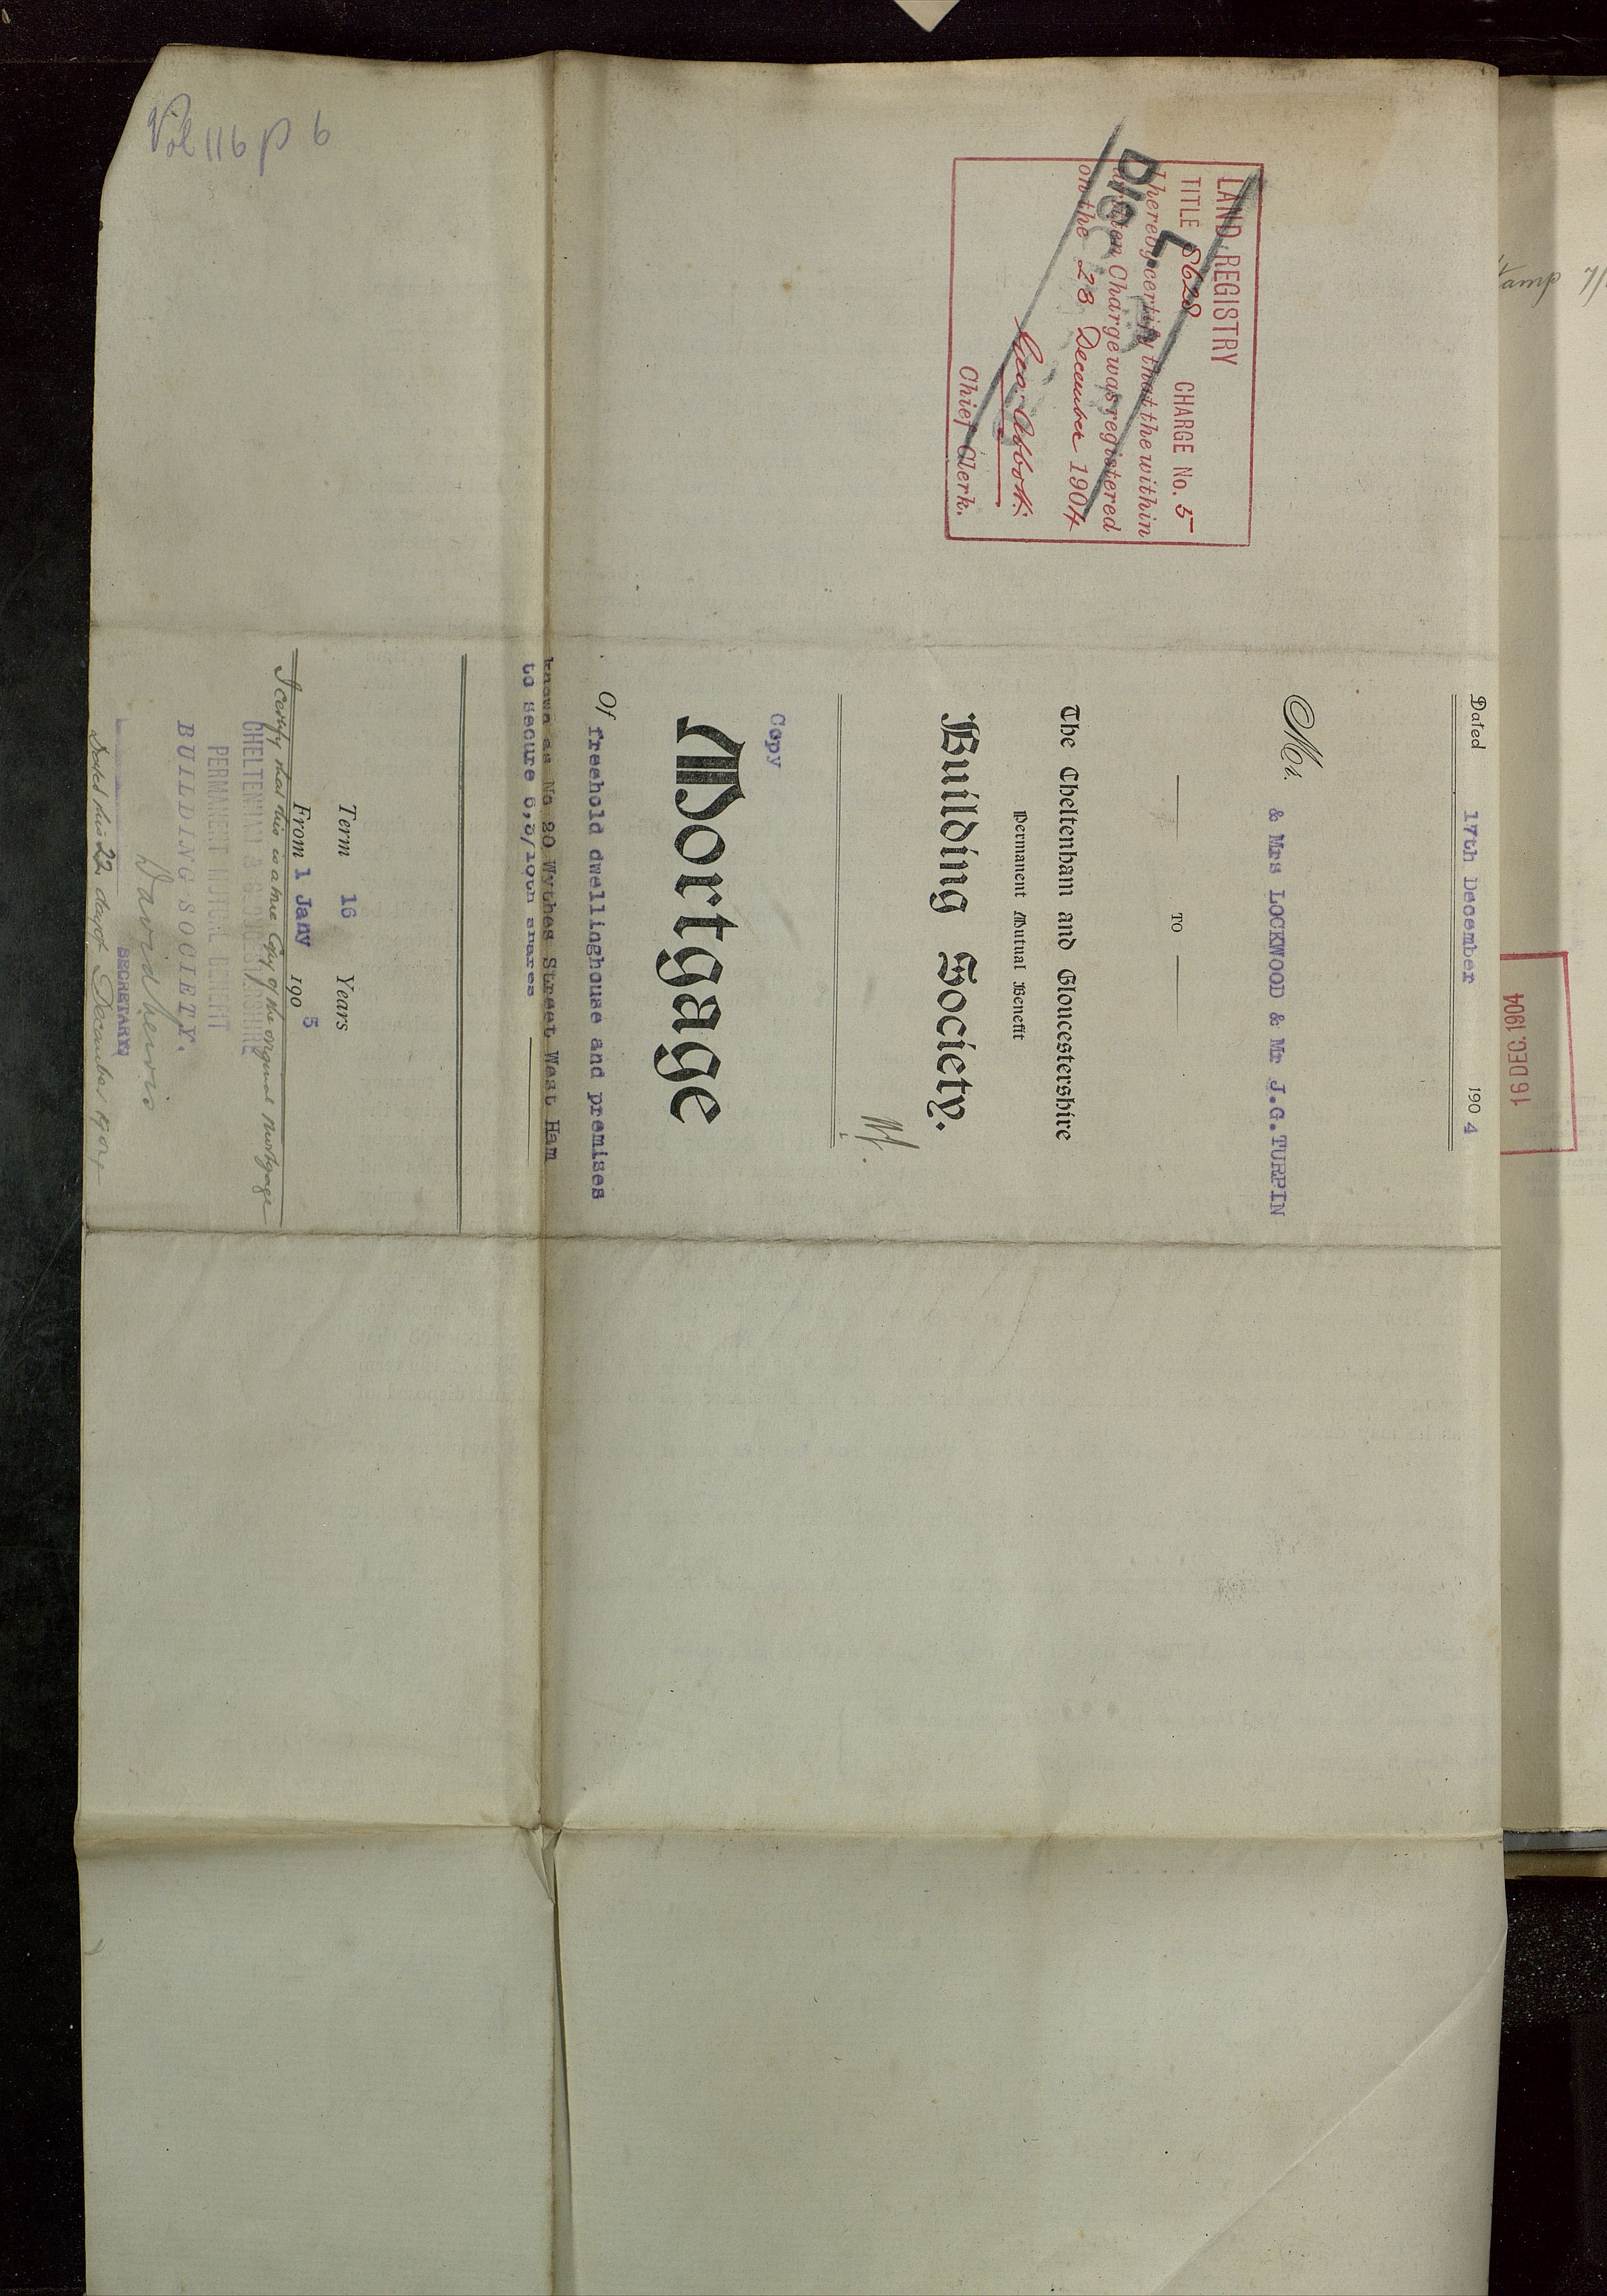 Vol 116 p 6
LAND REGISTRY
TITLE 8628 CHARGE No. 5
I hereby certify that the within
written Charge was registered
on the 23 December 1904
Chief Clerk.
Dated 17th December 1904
Mr. & Mrs LOCKWOOD & Mr J.G.TURPIN
TO
The Cheltenham and Gloucestershire
Permanent Mutual Benefit
Building Society.
Copy
Mortgage
Of freehold dwellinghouse and premises
known as No 20 Wythes Street West Ham
to secure 6,3/10th shares
Term 16 Years
From 1 Jany 1905
I certify that this is a true Copy of the original Mortgage
CHELTENHAM & GLOUCESTERSHIRE
PERMANENT MUTUAL BENEFIT
BUILDING SOCIETY.
SECRETARY
Dated this 22 day of December 1904
16 DEC. 1904